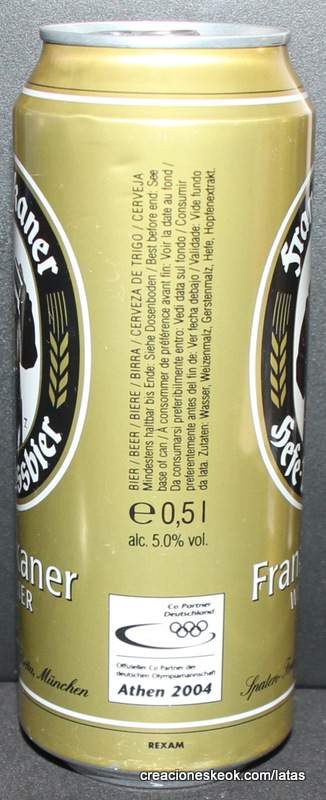 BIER / BEER / BIERE / BIRRA / CERVEZA DE TRIGO / CERVEJA
Mindestens haltbar bis Ende: Siehe Dosenboden / Best before end: See
base of can / A consommer de préférence avant fin: Voir la date au fond /
Da consumarsi preferibilmente entro: Vedi data sul fondo / Consumir
preferentemente antes del fin de: Ver fecha debajo / Validade: Vide fundo
da lata. Zutaten: Wasser, Weizenmalz, Gerstenmalz, Hefe, Hopfenextrakt.
e 0,5 l
alc. 5.0% vol.
Co Partner
Deutschland
Offizieller Co Partner der
deutschen Olympiamannschaft
Athen 2004
München
Spaten-
Hefe
REXAM
creacioneskeok.com/latas